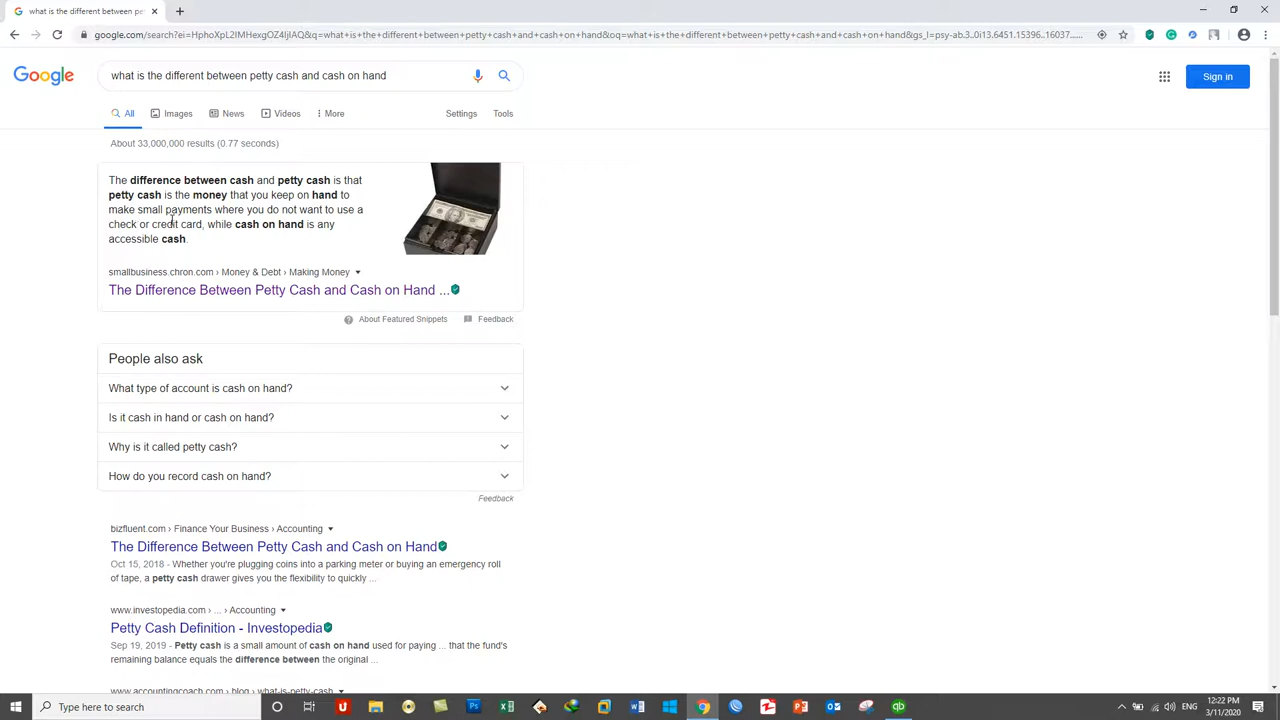 what is the different between pet
google.com/search?ei=HphoXpL2IMHexgOZ4ljIAQ&q=what+is+the+different+between+petty+cash+and+cash+on+hand&oq=what+is+the+different+between+petty+cash+and+cash+on+hand&gs_l=psy-ab.3..0i13.6451.15396..16037......
Google
what is the different between petty cash and cash on hand
Sign in
All Images News Videos More Settings Tools
About 33,000,000 results (0.77 seconds)
The difference between cash and petty cash is that
petty cash is the money that you keep on hand to
make small payments where you do not want to use a
check or credit card, while cash on hand is any
accessible cash.
smallbusiness.chron.com › Money & Debt › Making Money
The Difference Between Petty Cash and Cash on Hand ...
About Featured Snippets Feedback
People also ask
What type of account is cash on hand?
Is it cash in hand or cash on hand?
Why is it called petty cash?
How do you record cash on hand?
Feedback
bizfluent.com › Finance Your Business › Accounting
The Difference Between Petty Cash and Cash on Hand
Oct 15, 2018 - Whether you're plugging coins into a parking meter or buying an emergency roll
of tape, a petty cash drawer gives you the flexibility to quickly ...
www.investopedia.com › ... › Accounting
Petty Cash Definition - Investopedia
Sep 19, 2019 - Petty cash is a small amount of cash on hand used for paying ... that the fund's
remaining balance equals the difference between the original ...
www.accountingcoach.com › blog › what-is-petty-cash
Type here to search
ENG
12:22 PM
3/11/2020